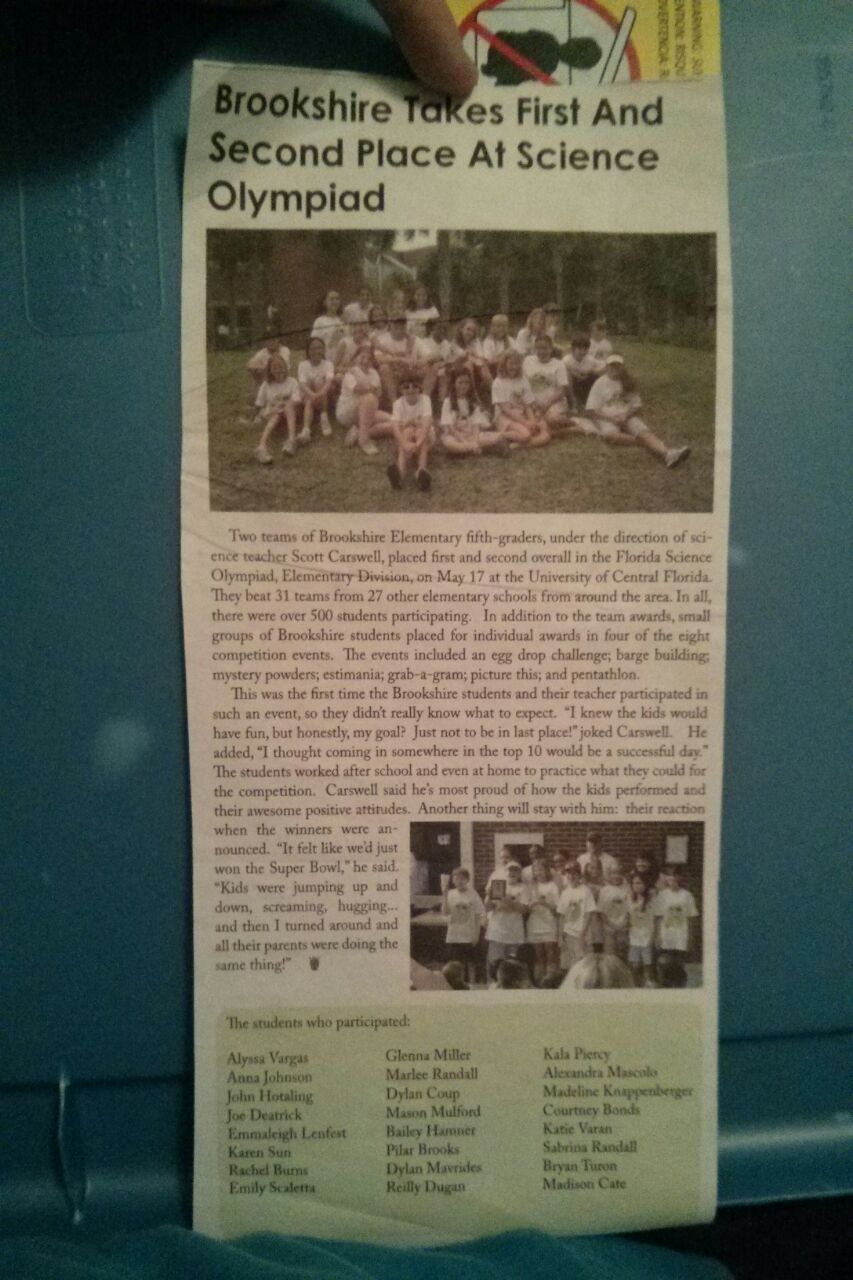 WARNING: SU
Brookshire Takes First And
Second Place At Science
Olympiad
Two teams of Brookshire Elementary fifth-graders, under the direction of sci-
ence teacher Scott Carswell, placed first and second overall in the Florida Science
Olympiad, Elementary Division, on May 17 at the University of Central Florida.
They beat 31 teams from 27 other elementary schools from around the area. In all,
there were over 500 students participating. In addition to the team awards, small
groups of Brookshire students placed for individual awards in four of the eight
competition events. The events included an egg drop challenge; barge building;
mystery powders; estimania; grab-a-gram; picture this; and pentathlon.
This was the first time the Brookshire students and their teacher participated in
such an event, so they didn't really know what to expect. "I knew the kids would
have fun, but honestly, my goal? Just not to be in last place!" joked Carswell. He
added, "I thought coming in somewhere in the top 10 would be a successful day."
The students worked after school and even at home to practice what they could for
the competition. Carswell said he's most proud of how the kids performed and
their awesome positive attitudes. Another thing will stay with him: their reaction
when the winners were an-
nounced. "It felt like we'd just
won the Super Bowl," he said.
"Kids were jumping up and
down, screaming, hugging...
and then I turned around and
all their parents were doing the
same thing!"
The students who participated:
Alyssa Vargas
Anna Johnson
John Hotaling
Joe Deatrick
Emmaleigh Lenfest
Karen Sun
Rachel Burns
Emily Scaletta
Glenna Miller
Marlee Randall
Dylan Coup
Mason Mulford
Bailey Hamner
Pilar Brooks
Dylan Mavrides
Reilly Dugan
Kala Piercy
Alexandra Mascolo
Madeline Knappenberger
Courtney Bonds
Katie Varan
Sabrina Randall
Bryan Turon
Madison Cate